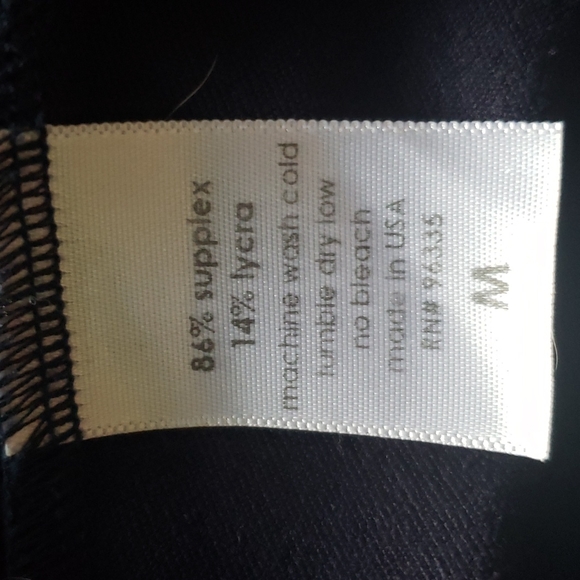 86% supplex
14% lycra
machine wash cold
tumble dry low
no bleach
made in USA
RN# 96335
M